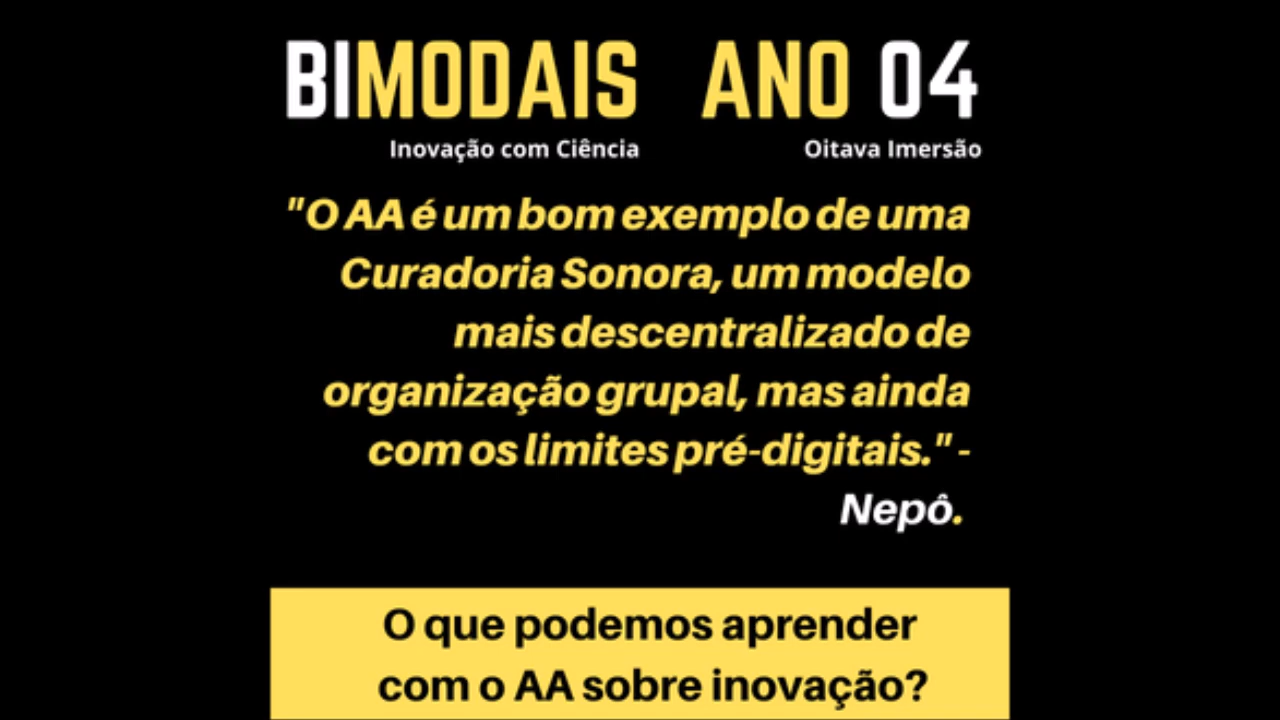 BIMODAIS ANO 04
Inovação com Ciência Oitava Imersão
"O AA é um bom exemplo de uma
Curadoria Sonora, um modelo
mais descentralizado de
organização grupal, mas ainda
com os limites pré-digitais." -
Nepô.
O que podemos aprender
com o AA sobre inovação?